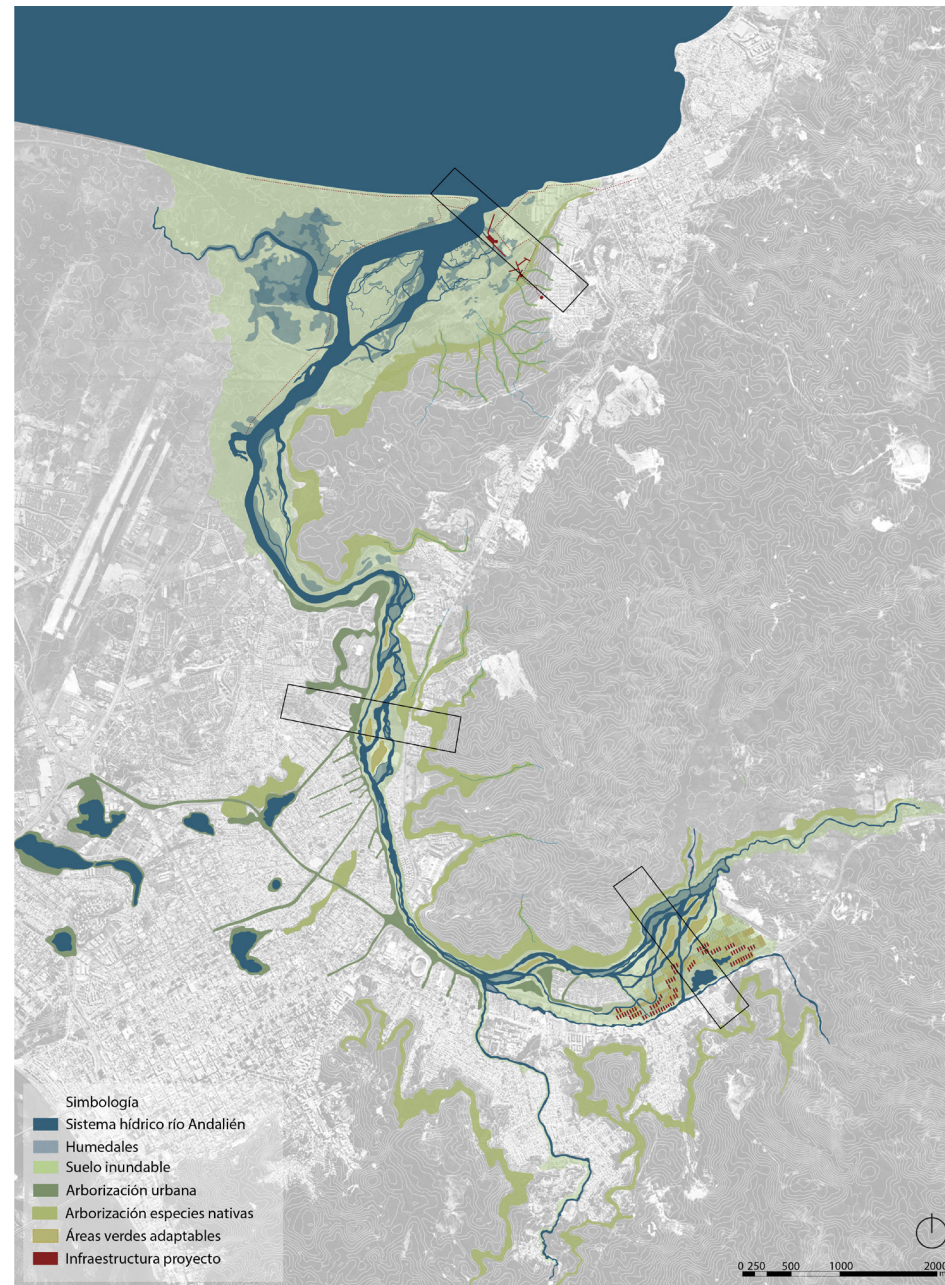 Simbología
Sistema hídrico río Andalién
Humedales
Suelo inundable
Arborización urbana
Arborización especies nativas
Áreas verdes adaptables
Infraestructura proyecto
0 250 500 1000 2000
m